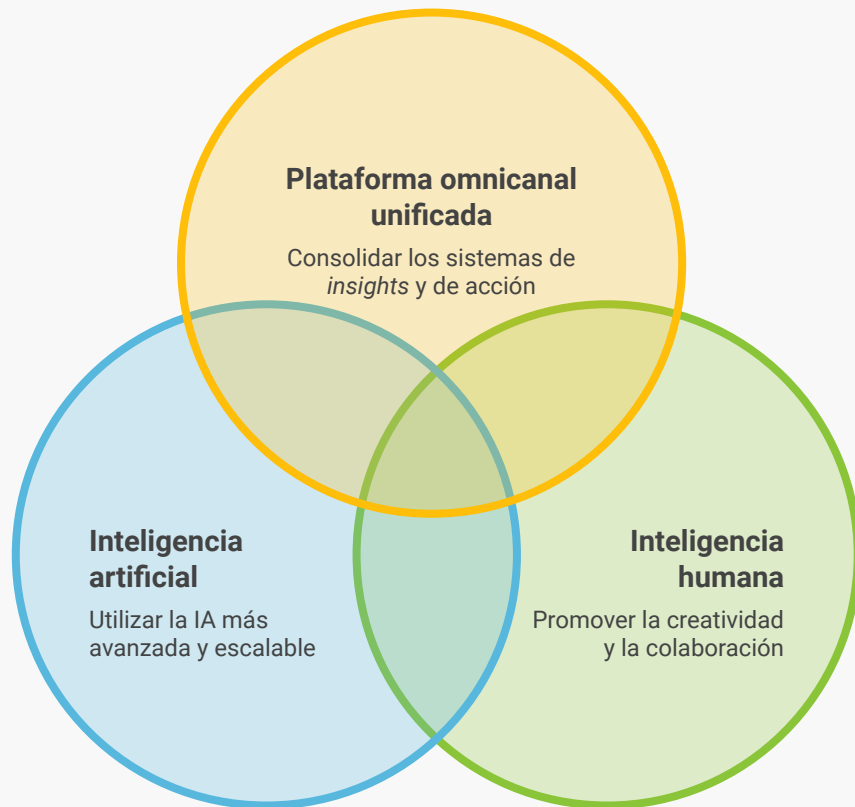 Plataforma omnicanal
unificada
Consolidar los sistemas de
insights y de acción
Inteligencia
artificial
Utilizar la IA más
avanzada y escalable
Inteligencia
humana
Promover la creatividad
y la colaboración